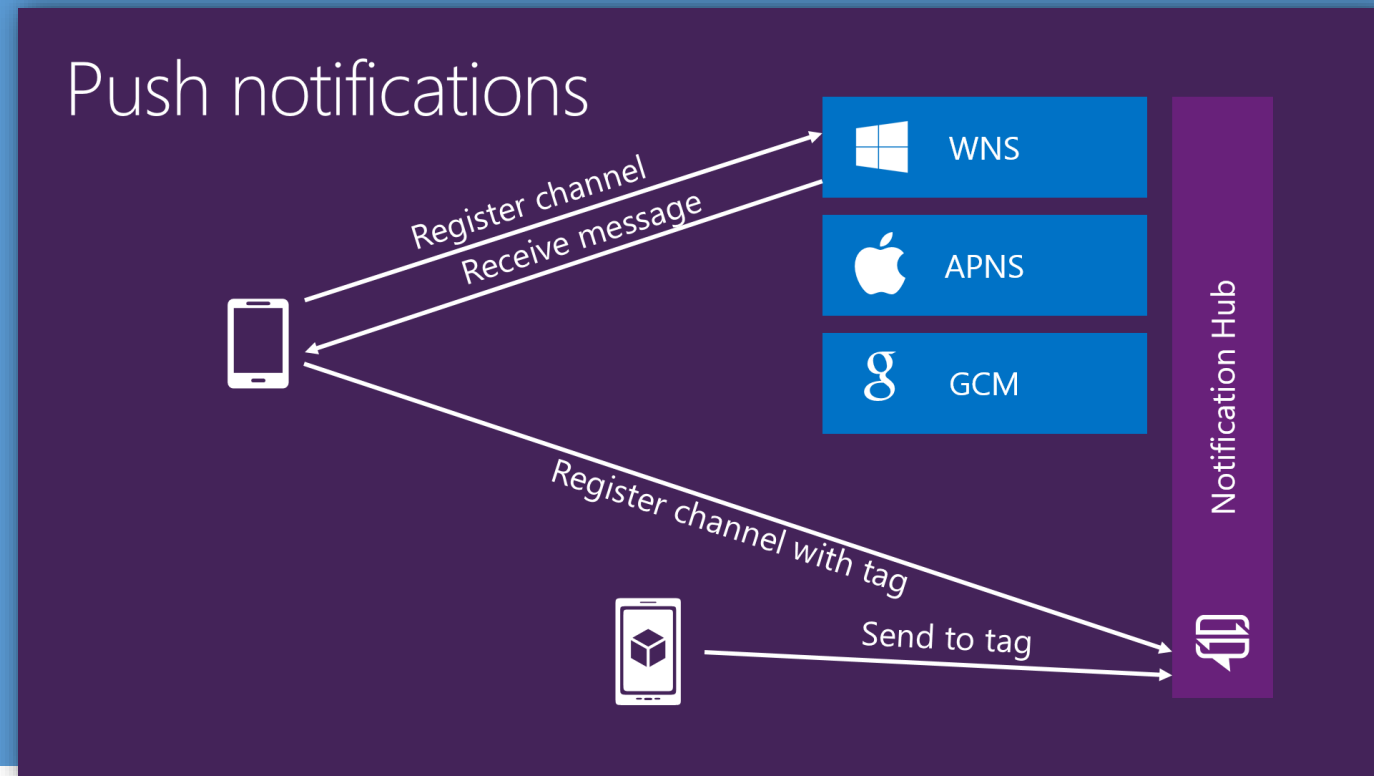 Push notifications
WNS
Register channel
Receive message
APNS
Notification Hub
g GCM
Register channel with tag
Send to tag